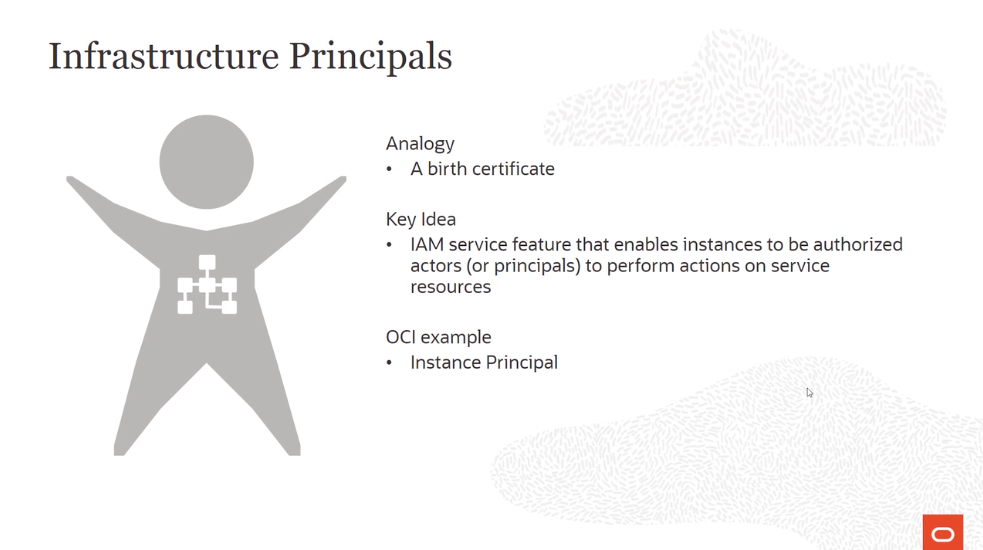 Infrastructure Principals
Analogy
• A birth certificate
Key Idea
• IAM service feature that enables instances to be authorized
actors (or principals) to perform actions on service
resources
OCI example
• Instance Principal